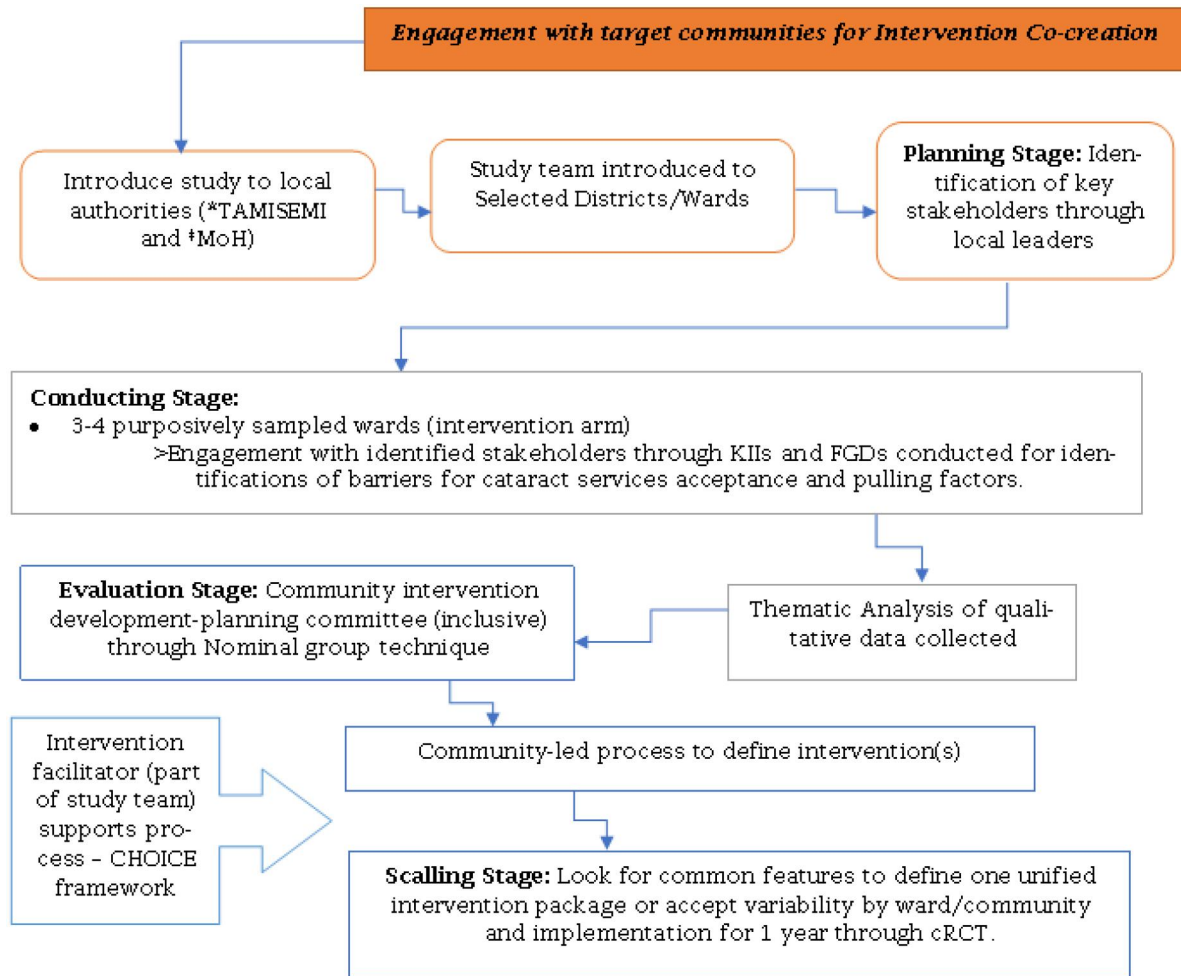 Engagement with target communities for Intervention Co-creation
Introduce study to local
authorities (*TAMISEMI
and ‡MoH)
Study team introduced to
Selected Districts/Wards
Planning Stage: Iden-
tification of key
stakeholders through
local leaders
Conducting Stage:
• 3-4 purposively sampled wards (intervention arm)
>Engagement with identified stakeholders through KIIs and FGDs conducted for iden-
tifications of barriers for cataract services acceptance and pulling factors.
Thematic Analysis of quali-
tative data collected
Evaluation Stage: Community intervention
development-planning committee (inclusive)
through Nominal group technique
Intervention
facilitator (part
of study team)
supports pro-
cess – CHOICE
framework
Community-led process to define intervention(s)
Scalling Stage: Look for common features to define one unified
intervention package or accept variability by ward/community
and implementation for 1 year through cRCT.